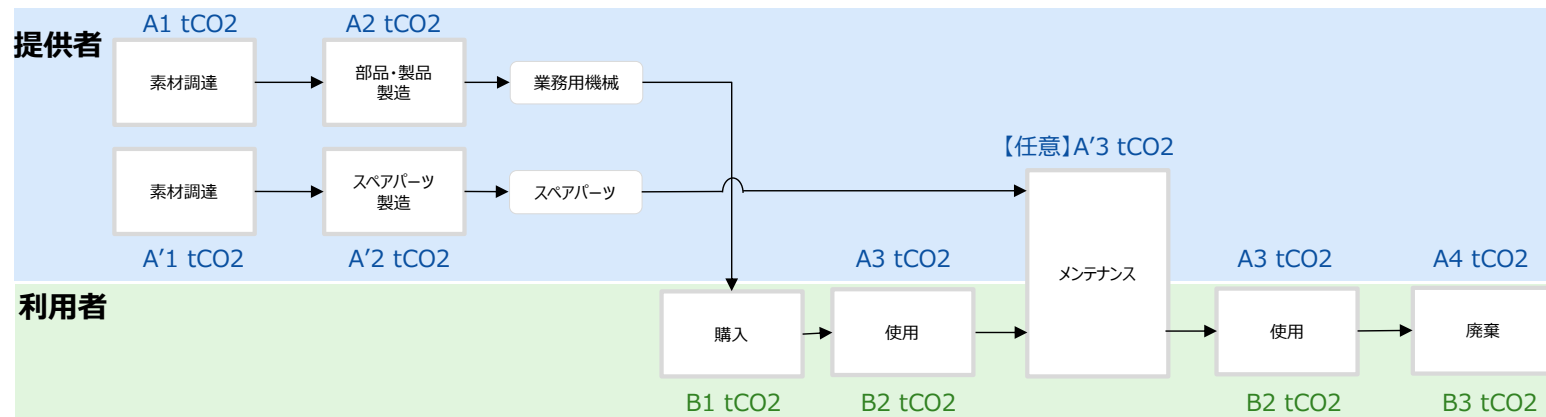 A1 tCO2
A2 tCO2
提供者
素材調達
部品・製品
製造
業務用機械
【任意】A’3 tCO2
素材調達
スペアパーツ
製造
スペアパーツ
A’1 tCO2
A’2 tCO2
A3 tCO2
メンテナンス
A3 tCO2
A4 tCO2
利用者
購入
使用
使用
廃棄
B1 tCO2
B2 tCO2
B2 tCO2
B3 tCO2